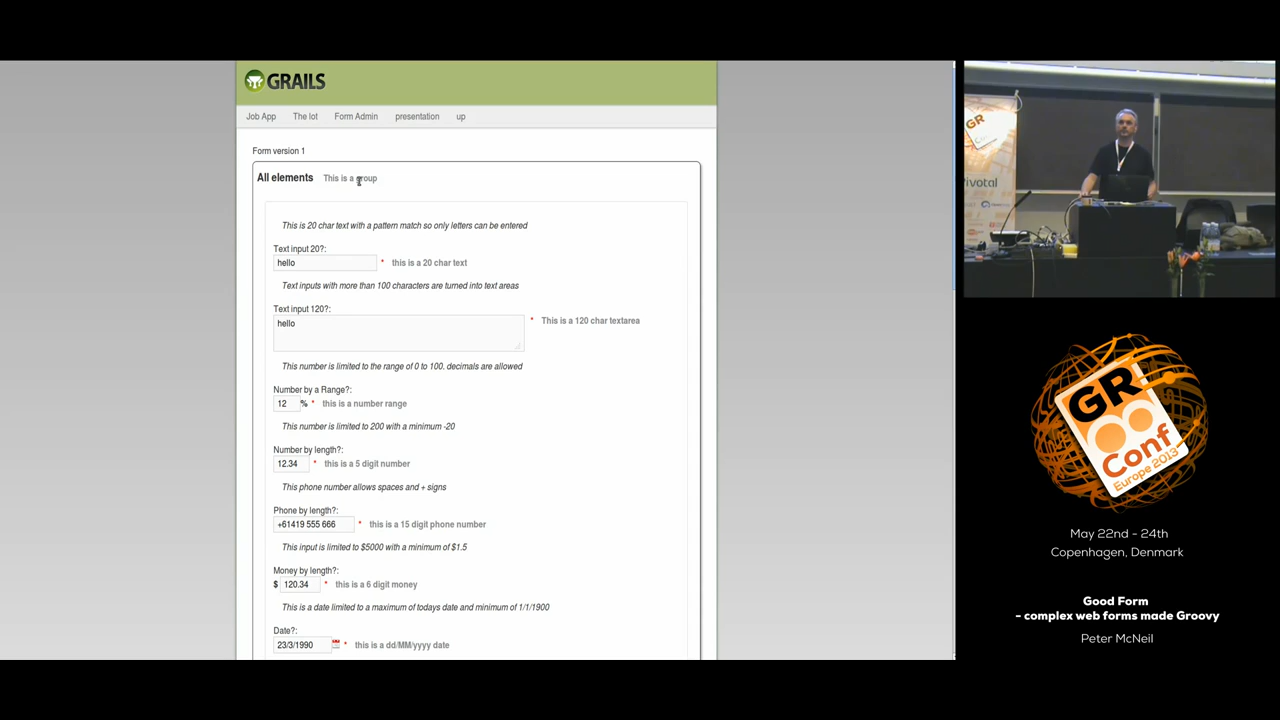 GRAILS
Job App The lot Form Admin presentation up
Form version 1
All elements This is a group
This is 20 char text with a pattern match so only letters can be entered
Text input 20?:
hello * this is a 20 char text
Text inputs with more than 100 characters are turned into text areas
Text input 120?:
hello * This is a 120 char textarea
This number is limited to the range of 0 to 100. decimals are allowed
Number by a Range?:
12 % * this is a number range
This number is limited to 200 with a minimum -20
Number by length?:
12.34 * this is a 5 digit number
This phone number allows spaces and + signs
Phone by length?:
+61419 555 666 * this is a 15 digit phone number
This input is limited to $5000 with a minimum of $1.5
Money by length?:
$ 120.34 * this is a 6 digit money
This is a date limited to a maximum of todays date and minimum of 1/1/1900
Date?:
23/3/1990 * this is a dd/MM/yyyy date
GR
pivotal
GR
Conf
Europe 2013
May 22nd - 24th
Copenhagen, Denmark
Good Form
- complex web forms made Groovy
Peter McNeil